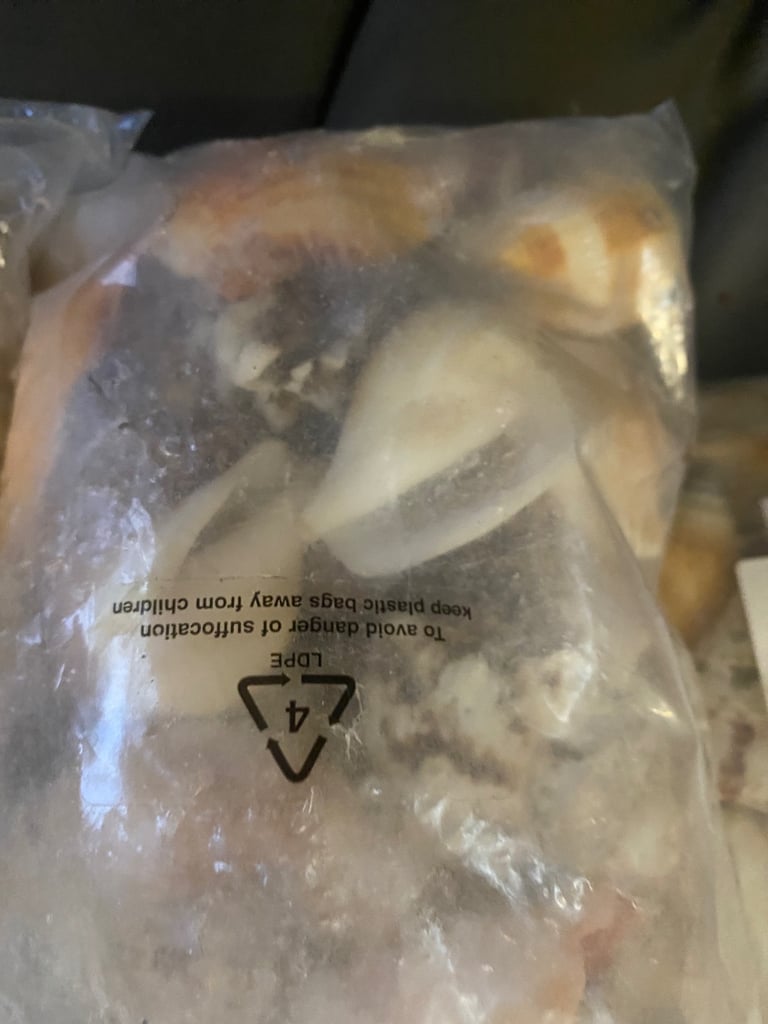 To avoid danger of suffocation
keep plastic bags away from children
LDPE
4